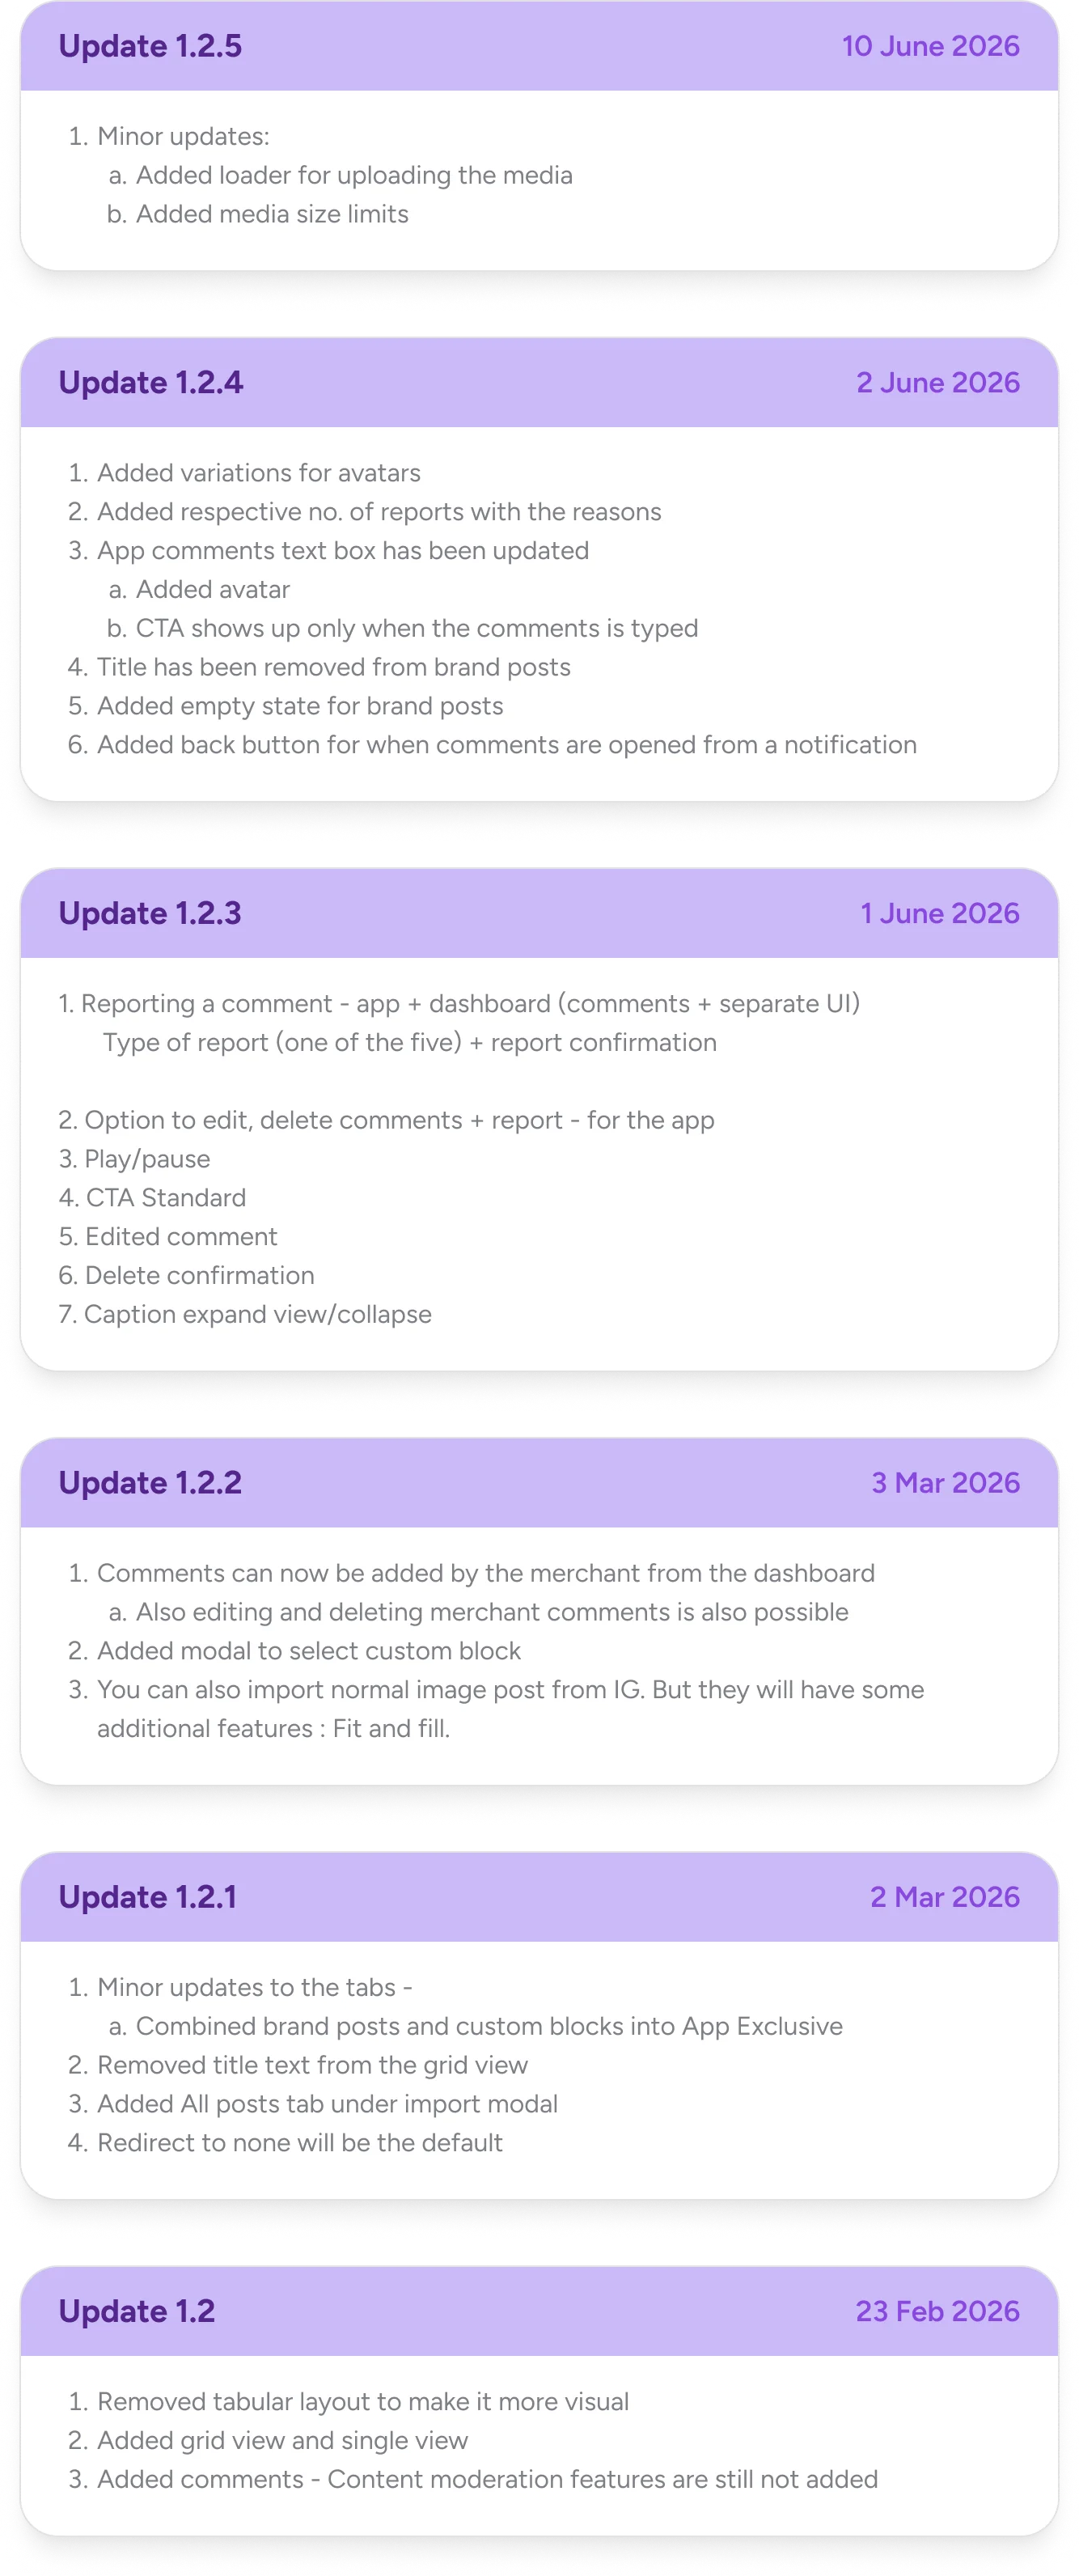 Update 1.2.5
10 June 2026
1. Minor updates:
a. Added loader for uploading the media
b. Added media size limits
Update 1.2.4
2 June 2026
1. Added variations for avatars
2. Added respective no. of reports with the reasons
3. App comments text box has been updated
a. Added avatar
b. CTA shows up only when the comments is typed
4. Title has been removed from brand posts
5. Added empty state for brand posts
6. Added back button for when comments are opened from a notification
Update 1.2.3
1 June 2026
1. Reporting a comment - app + dashboard (comments + separate UI)
Type of report (one of the five) + report confirmation
2. Option to edit, delete comments + report - for the app
3. Play/pause
4. CTA Standard
5. Edited comment
6. Delete confirmation
7. Caption expand view/collapse
Update 1.2.2
3 Mar 2026
1. Comments can now be added by the merchant from the dashboard
a. Also editing and deleting merchant comments is also possible
2. Added modal to select custom block
3. You can also import normal image post from IG. But they will have some
additional features : Fit and fill.
Update 1.2.1
2 Mar 2026
1. Minor updates to the tabs -
a. Combined brand posts and custom blocks into App Exclusive
2. Removed title text from the grid view
3. Added All posts tab under import modal
4. Redirect to none will be the default
Update 1.2
23 Feb 2026
1. Removed tabular layout to make it more visual
2. Added grid view and single view
3. Added comments - Content moderation features are still not added